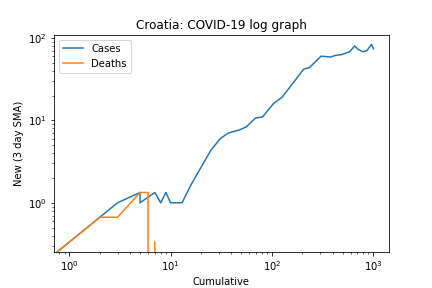 Croatia: COVID-19 log graph
Cases
Deaths
New (3 day SMA)
10²
10¹
10⁰
10⁰ 10¹ 10² 10³
Cumulative